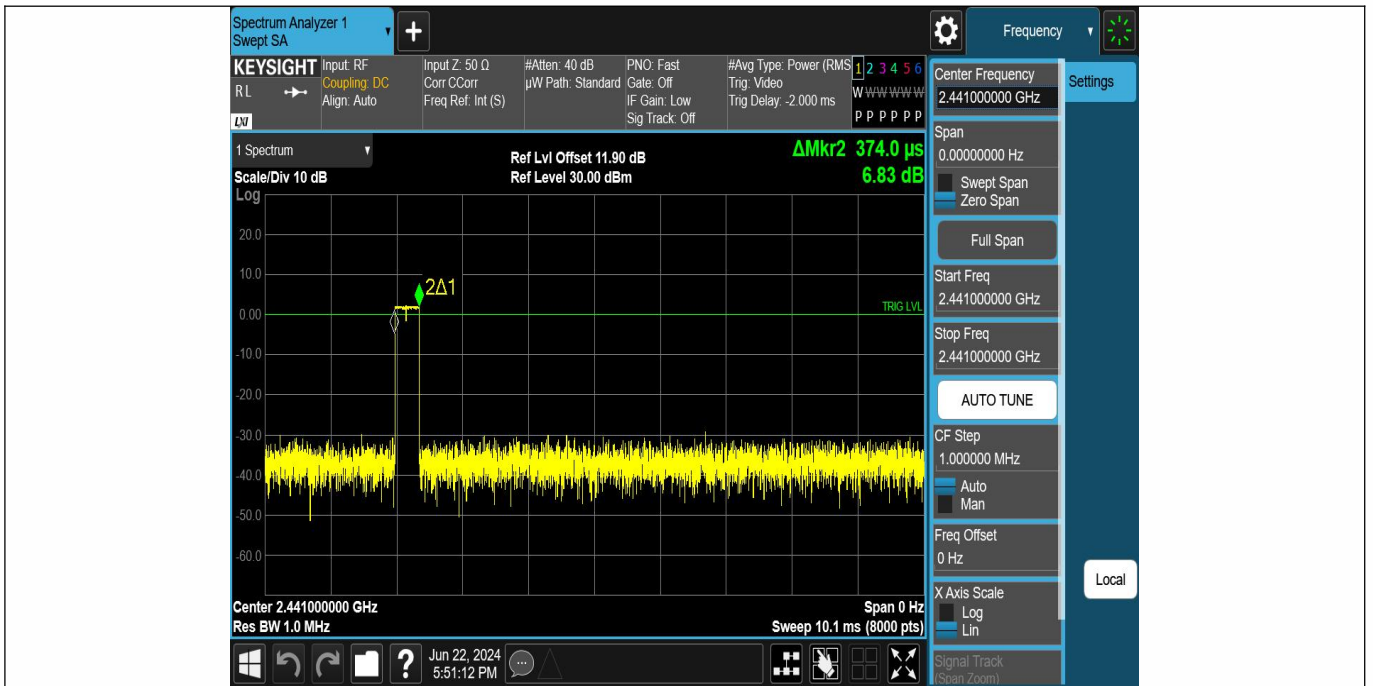 Spectrum Analyzer 1
Swept SA
+
Frequency
KEYSIGHT
RL
LXI
Input: RF
Coupling: DC
Align: Auto
Input Z: 50 Ω
Corr CCorr
Freq Ref: Int (S)
#Atten: 40 dB
µW Path: Standard
PNO: Fast
Gate: Off
IF Gain: Low
Sig Track: Off
#Avg Type: Power (RMS
Trig: Video
Trig Delay: -2.000 ms
1 2 3 4 5 6
W W W W W W
P P P P P P
1 Spectrum
Scale/Div 10 dB
Log
Ref Lvl Offset 11.90 dB
Ref Level 30.00 dBm
ΔMkr2 374.0 µs
6.83 dB
20.0
10.0
0.00
-10.0
-20.0
-30.0
-40.0
-50.0
-60.0
2Δ1
TRIG LVL
Center 2.441000000 GHz
Res BW 1.0 MHz
Span 0 Hz
Sweep 10.1 ms (8000 pts)
Jun 22, 2024
5:51:12 PM
?
Center Frequency
2.441000000 GHz
Settings
Span
0.00000000 Hz
Swept Span
Zero Span
Full Span
Start Freq
2.441000000 GHz
Stop Freq
2.441000000 GHz
AUTO TUNE
CF Step
1.000000 MHz
Auto
Man
Freq Offset
0 Hz
X Axis Scale
Log
Lin
Local
Signal Track
(Span Zoom)